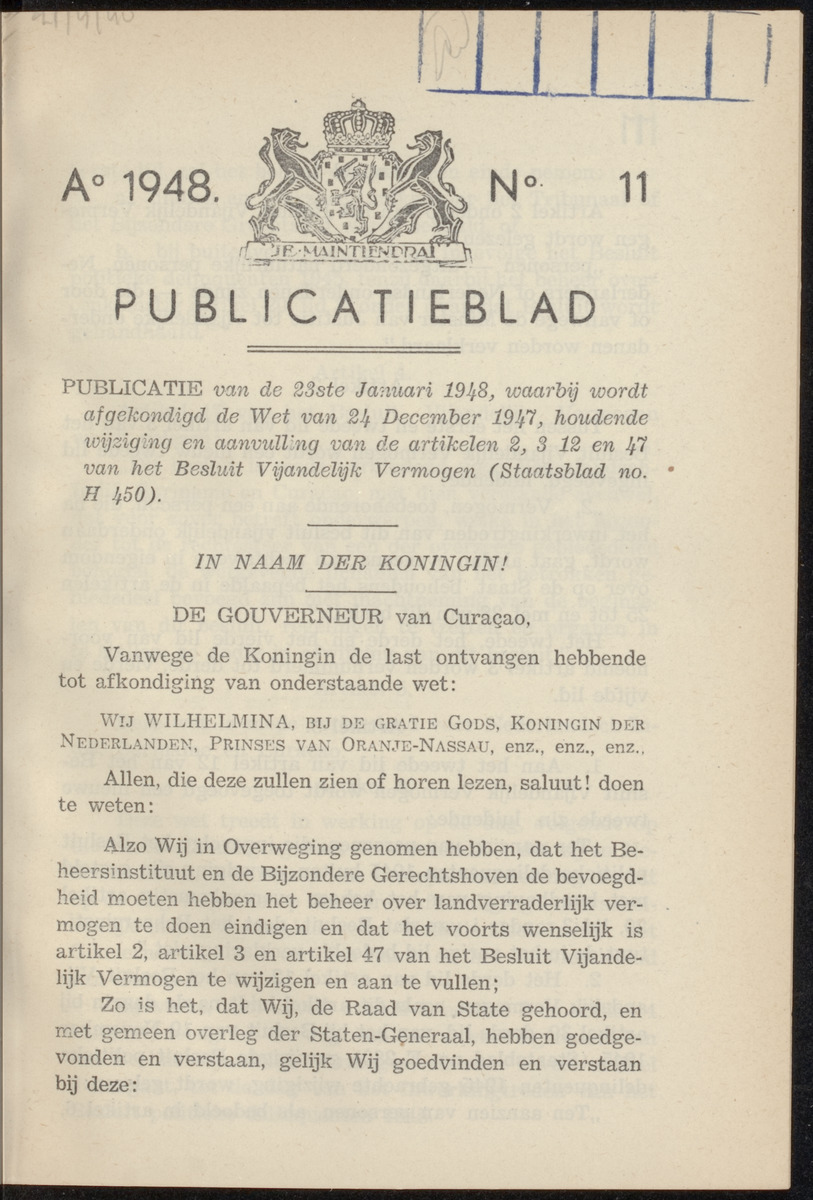 A° 1948.
N°. 11
JE·MAINTIENDRAI
PUBLICATIEBLAD
PUBLICATIE van de 23ste Januari 1948, waarbij wordt
afgekondigd de Wet van 24 December 1947, houdende
wijziging en aanvulling van de artikelen 2, 3 12 en 47
van het Besluit Vijandelijk Vermogen (Staatsblad no.
H 450).
IN NAAM DER KONINGIN!
DE GOUVERNEUR van Curaçao,
Vanwege de Koningin de last ontvangen hebbende
tot afkondiging van onderstaande wet:
WIJ WILHELMINA, BIJ DE GRATIE GODS, KONINGIN DER
NEDERLANDEN, PRINSES VAN ORANJE-NASSAU, enz., enz., enz.,
Allen, die deze zullen zien of horen lezen, saluut! doen
te weten:
Alzo Wij in Overweging genomen hebben, dat het Be-
heersinstituut en de Bijzondere Gerechtshoven de bevoegd-
heid moeten hebben het beheer over landverraderlijk ver-
mogen te doen eindigen en dat het voorts wenselijk is
artikel 2, artikel 3 en artikel 47 van het Besluit Vijande-
lijk Vermogen te wijzigen en aan te vullen;
Zo is het, dat Wij, de Raad van State gehoord, en
met gemeen overleg der Staten-Generaal, hebben goedge-
vonden en verstaan, gelijk Wij goedvinden en verstaan
bij deze: